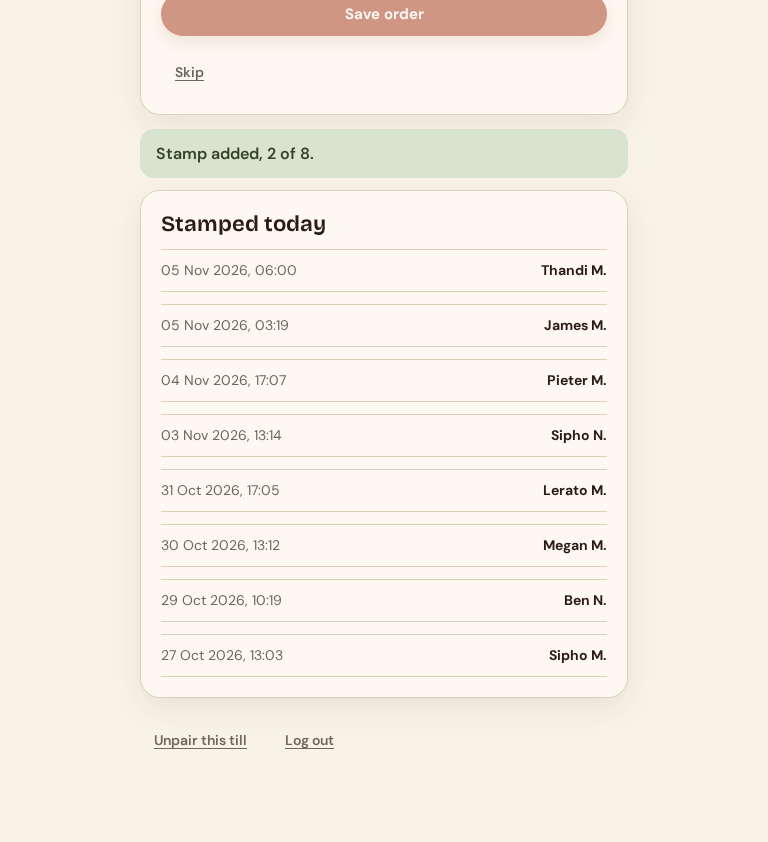 Save order
Skip
Stamp added, 2 of 8.
Stamped today
05 Nov 2026, 06:00 Thandi M.
05 Nov 2026, 03:19 James M.
04 Nov 2026, 17:07 Pieter M.
03 Nov 2026, 13:14 Sipho N.
31 Oct 2026, 17:05 Lerato M.
30 Oct 2026, 13:12 Megan M.
29 Oct 2026, 10:19 Ben N.
27 Oct 2026, 13:03 Sipho M.
Unpair this till Log out